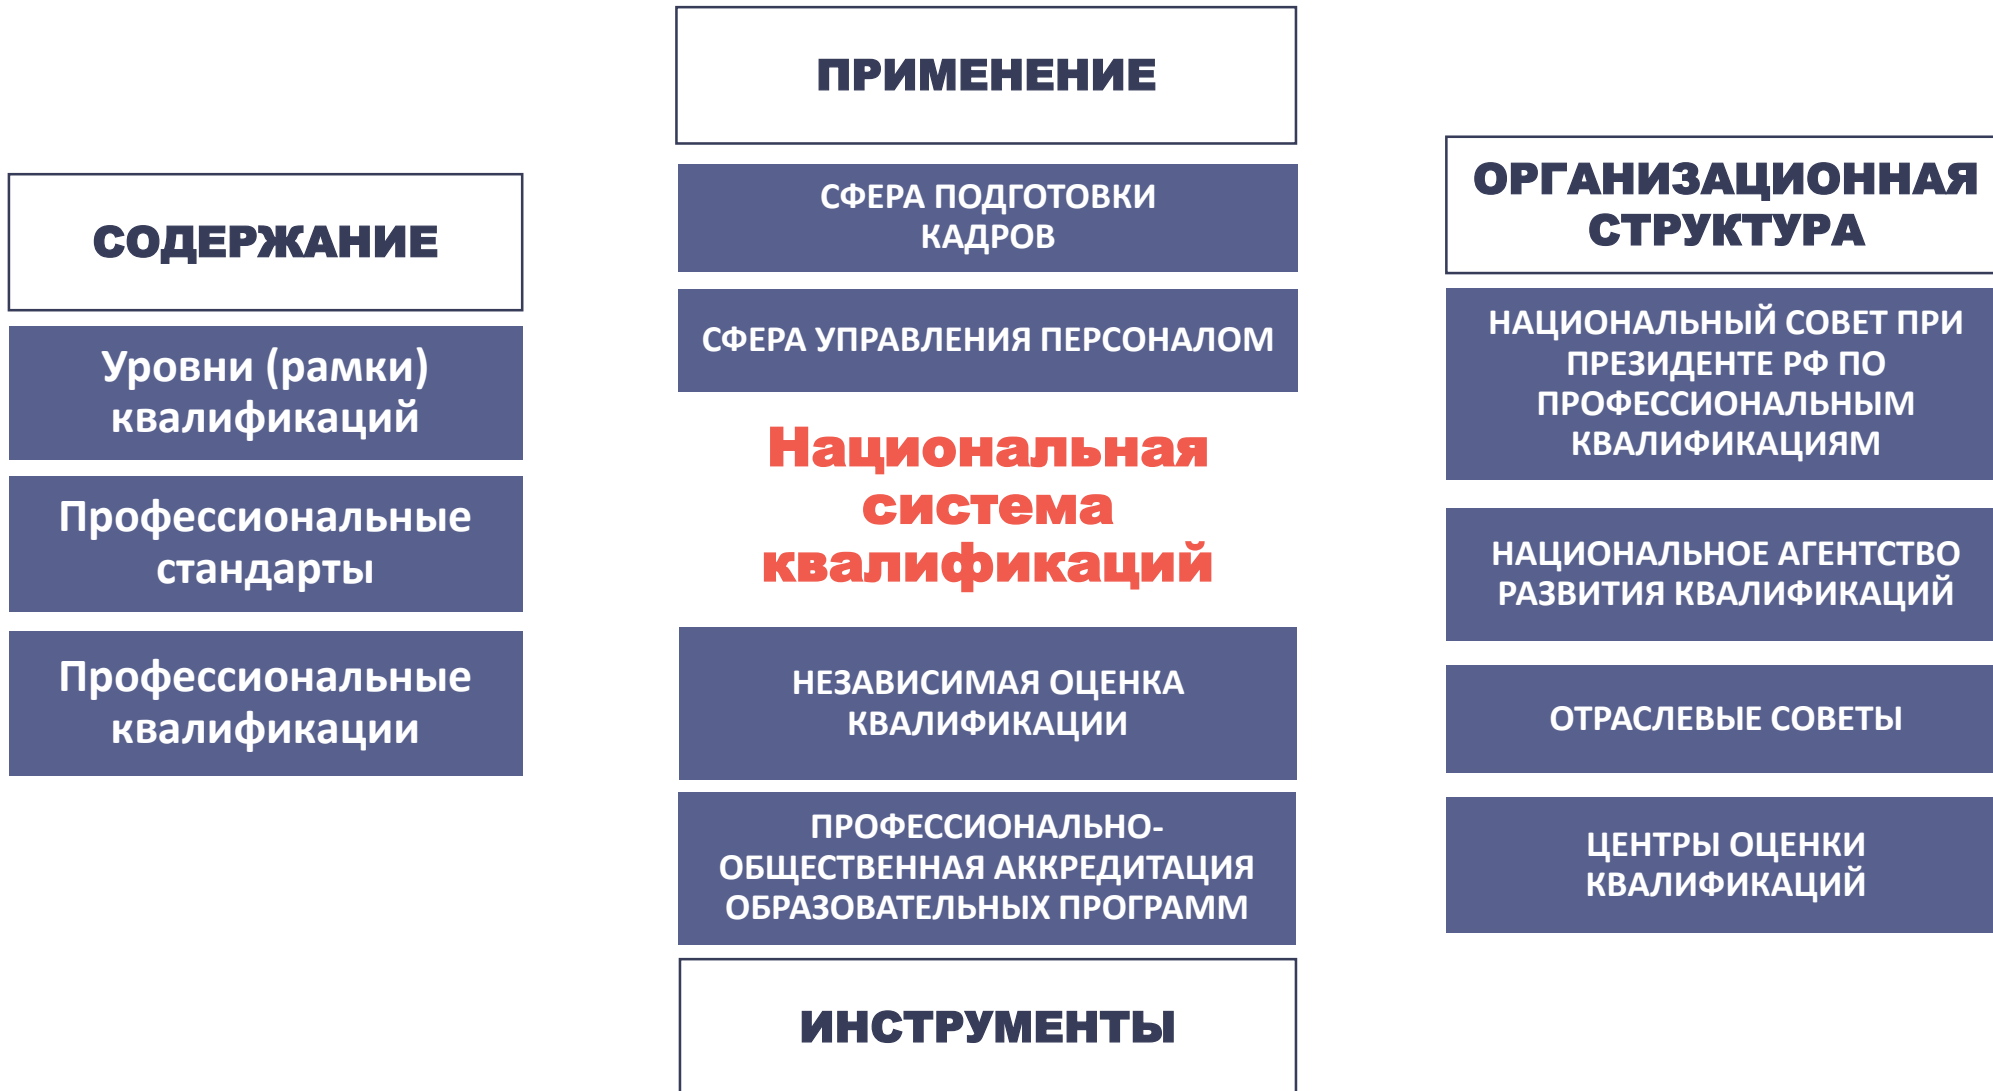 СОДЕРЖАНИЕ
Уровни (рамки)
квалификаций
Профессиональные
стандарты
Профессиональные
квалификации
ПРИМЕНЕНИЕ
СФЕРА ПОДГОТОВКИ
КАДРОВ
СФЕРА УПРАВЛЕНИЯ ПЕРСОНАЛОМ
Национальная
система
квалификаций
НЕЗАВИСИМАЯ ОЦЕНКА
КВАЛИФИКАЦИИ
ПРОФЕССИОНАЛЬНО-
ОБЩЕСТВЕННАЯ АККРЕДИТАЦИЯ
ОБРАЗОВАТЕЛЬНЫХ ПРОГРАММ
ИНСТРУМЕНТЫ
ОРГАНИЗАЦИОННАЯ
СТРУКТУРА
НАЦИОНАЛЬНЫЙ СОВЕТ ПРИ
ПРЕЗИДЕНТЕ РФ ПО
ПРОФЕССИОНАЛЬНЫМ
КВАЛИФИКАЦИЯМ
НАЦИОНАЛЬНОЕ АГЕНТСТВО
РАЗВИТИЯ КВАЛИФИКАЦИЙ
ОТРАСЛЕВЫЕ СОВЕТЫ
ЦЕНТРЫ ОЦЕНКИ
КВАЛИФИКАЦИЙ